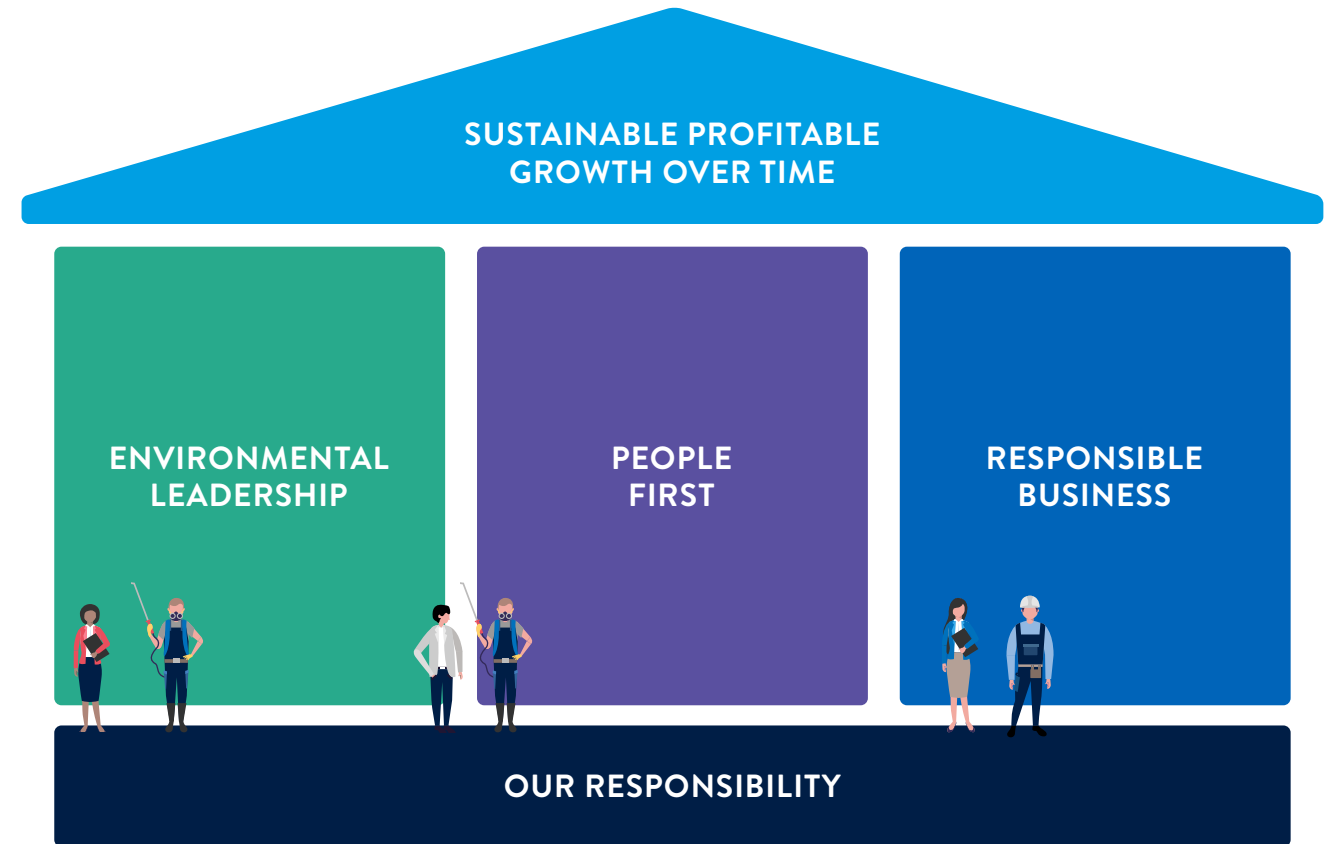 SUSTAINABLE PROFITABLE
GROWTH OVER TIME
ENVIRONMENTAL
LEADERSHIP
PEOPLE
FIRST
RESPONSIBLE
BUSINESS
OUR RESPONSIBILITY